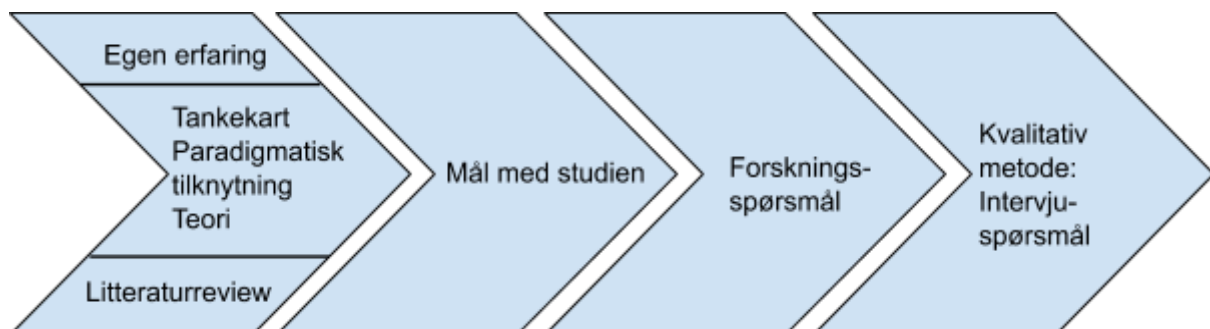 Egen erfaring
Tankekart
Paradigmatisk
tilknytning
Teori
Litteraturreview
Mål med studien
Forsknings-
spørsmål
Kvalitativ
metode:
Intervju-
spørsmål